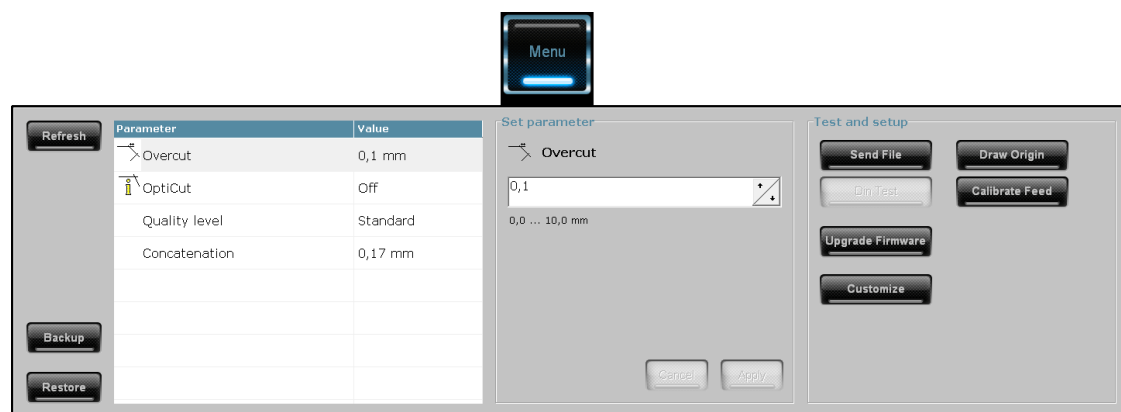 Menu
Refresh
Backup
Restore
Parameter Value
Overcut 0,1 mm
OptiCut Off
Quality level Standard
Concatenation 0,17 mm
Set parameter
Overcut
0,1
0,0 ... 10,0 mm
Cancel Apply
Test and setup
Send File Draw Origin
Din Test Calibrate Feed
Upgrade Firmware
Customize